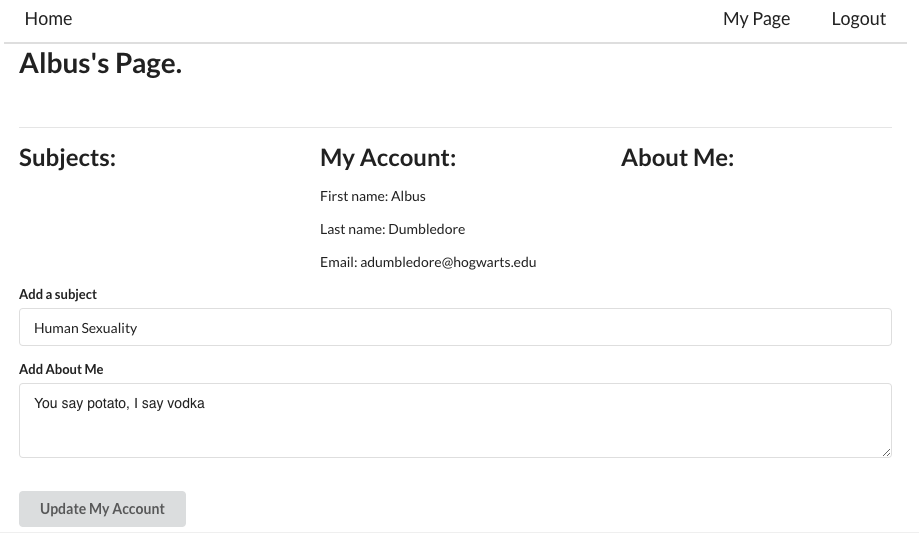 Home
My Page
Logout
Albus's Page.
Subjects:
My Account:
About Me:
First name: Albus
Last name: Dumbledore
Email: adumbledore@hogwarts.edu
Add a subject
Human Sexuality
Add About Me
You say potato, I say vodka
Update My Account